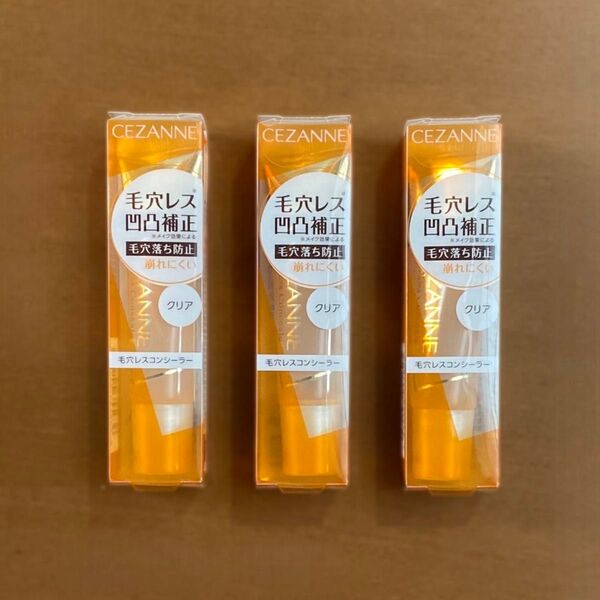 CEZANNE
毛穴レス※
凹凸補正
※メイク効果による
毛穴落ち防止
崩れにくい
クリア
ZANNE
毛穴レスコンシーラー
CEZANNE
毛穴レス※
凹凸補正
※メイク効果による
毛穴落ち防止
崩れにくい
クリア
ANNE
毛穴レスコンシーラー
CEZANNE
毛穴レス※
凹凸補正
※メイク効果による
毛穴落ち防止
崩れにくい
クリア
ZANNE
毛穴レスコンシーラー